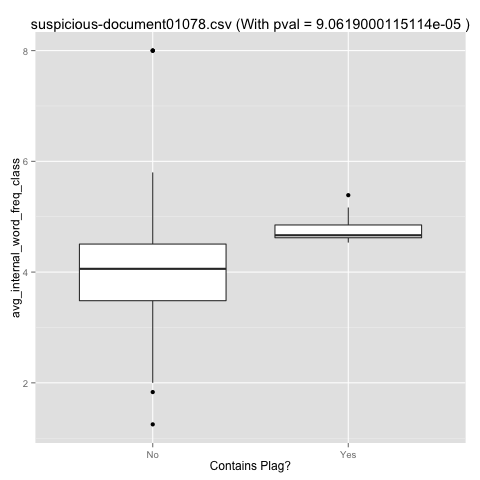 suspicious-document01078.csv (With pval = 9.0619000115114e-05 )
avg_internal_word_freq_class
8
6
4
2
No Yes
Contains Plag?